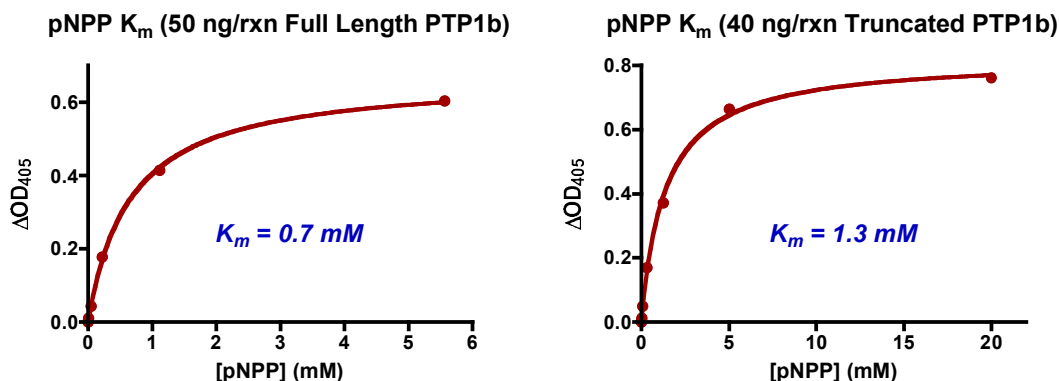 pNPP Km (50 ng/rxn Full Length PTP1b)
0.6
0.4
0.2
0.0
ΔOD405
Km = 0.7 mM
0 1 2 3 4 5 6
[pNPP] (mM)
pNPP Km (40 ng/rxn Truncated PTP1b)
0.8
0.6
0.4
0.2
0.0
ΔOD405
Km = 1.3 mM
0 5 10 15 20
[pNPP] (mM)